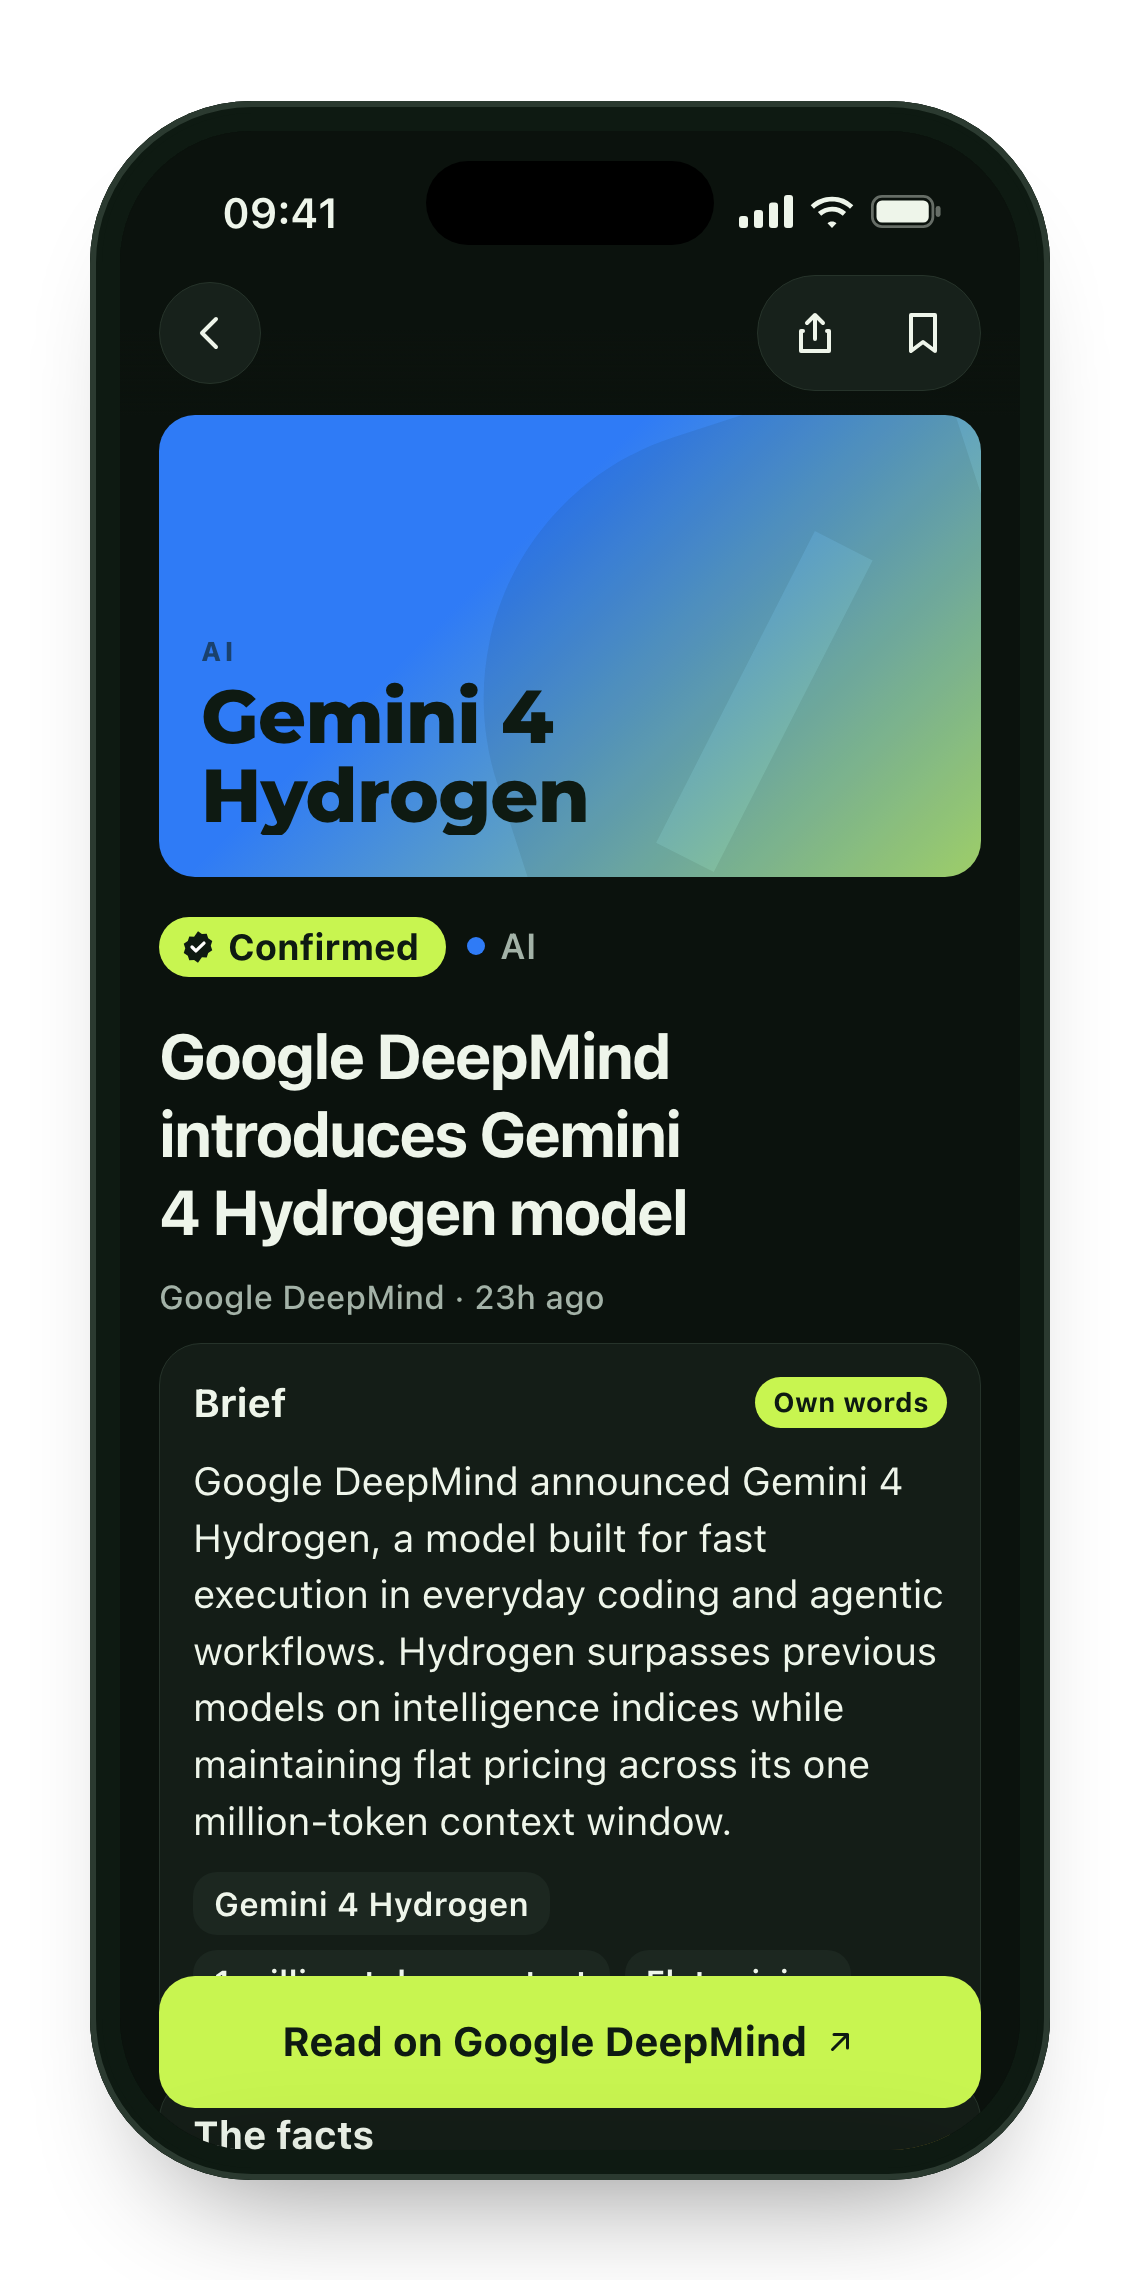 09:41
AI
Gemini 4
Hydrogen
Confirmed
AI
Google DeepMind
introduces Gemini
4 Hydrogen model
Google DeepMind · 23h ago
Brief
Own words
Google DeepMind announced Gemini 4
Hydrogen, a model built for fast
execution in everyday coding and agentic
workflows. Hydrogen surpasses previous
models on intelligence indices while
maintaining flat pricing across its one
million-token context window.
Gemini 4 Hydrogen
Read on Google DeepMind
The facts